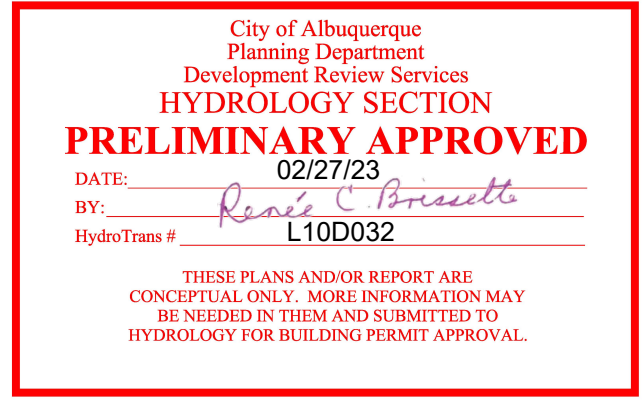 City of Albuquerque
Planning Department
Development Review Services
HYDROLOGY SECTION
PRELIMINARY APPROVED
DATE: 02/27/23
BY: Renée C. Brissette
HydroTrans # L10D032
THESE PLANS AND/OR REPORT ARE
CONCEPTUAL ONLY. MORE INFORMATION MAY
BE NEEDED IN THEM AND SUBMITTED TO
HYDROLOGY FOR BUILDING PERMIT APPROVAL.